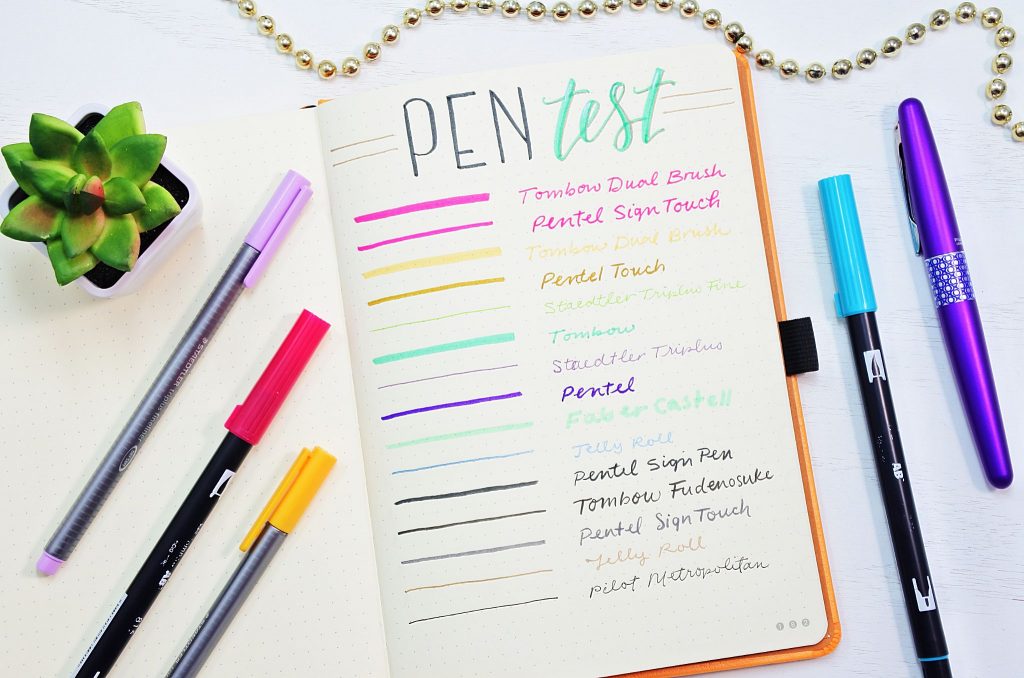 PEN test
Tombow Dual Brush
Pentel Sign Touch
Tombow Dual Brush
Pentel Touch
Staedtler Triplus Fine
Tombow
Staedtler Triplus
Pentel
Faber Castell
Jelly Roll
Pentel Sign Pen
Tombow Fudenosuke
Pentel Sign Touch
Jelly Roll
Pilot Metropolitan
182
STAEDTLER triplus fineliner
AB
AB